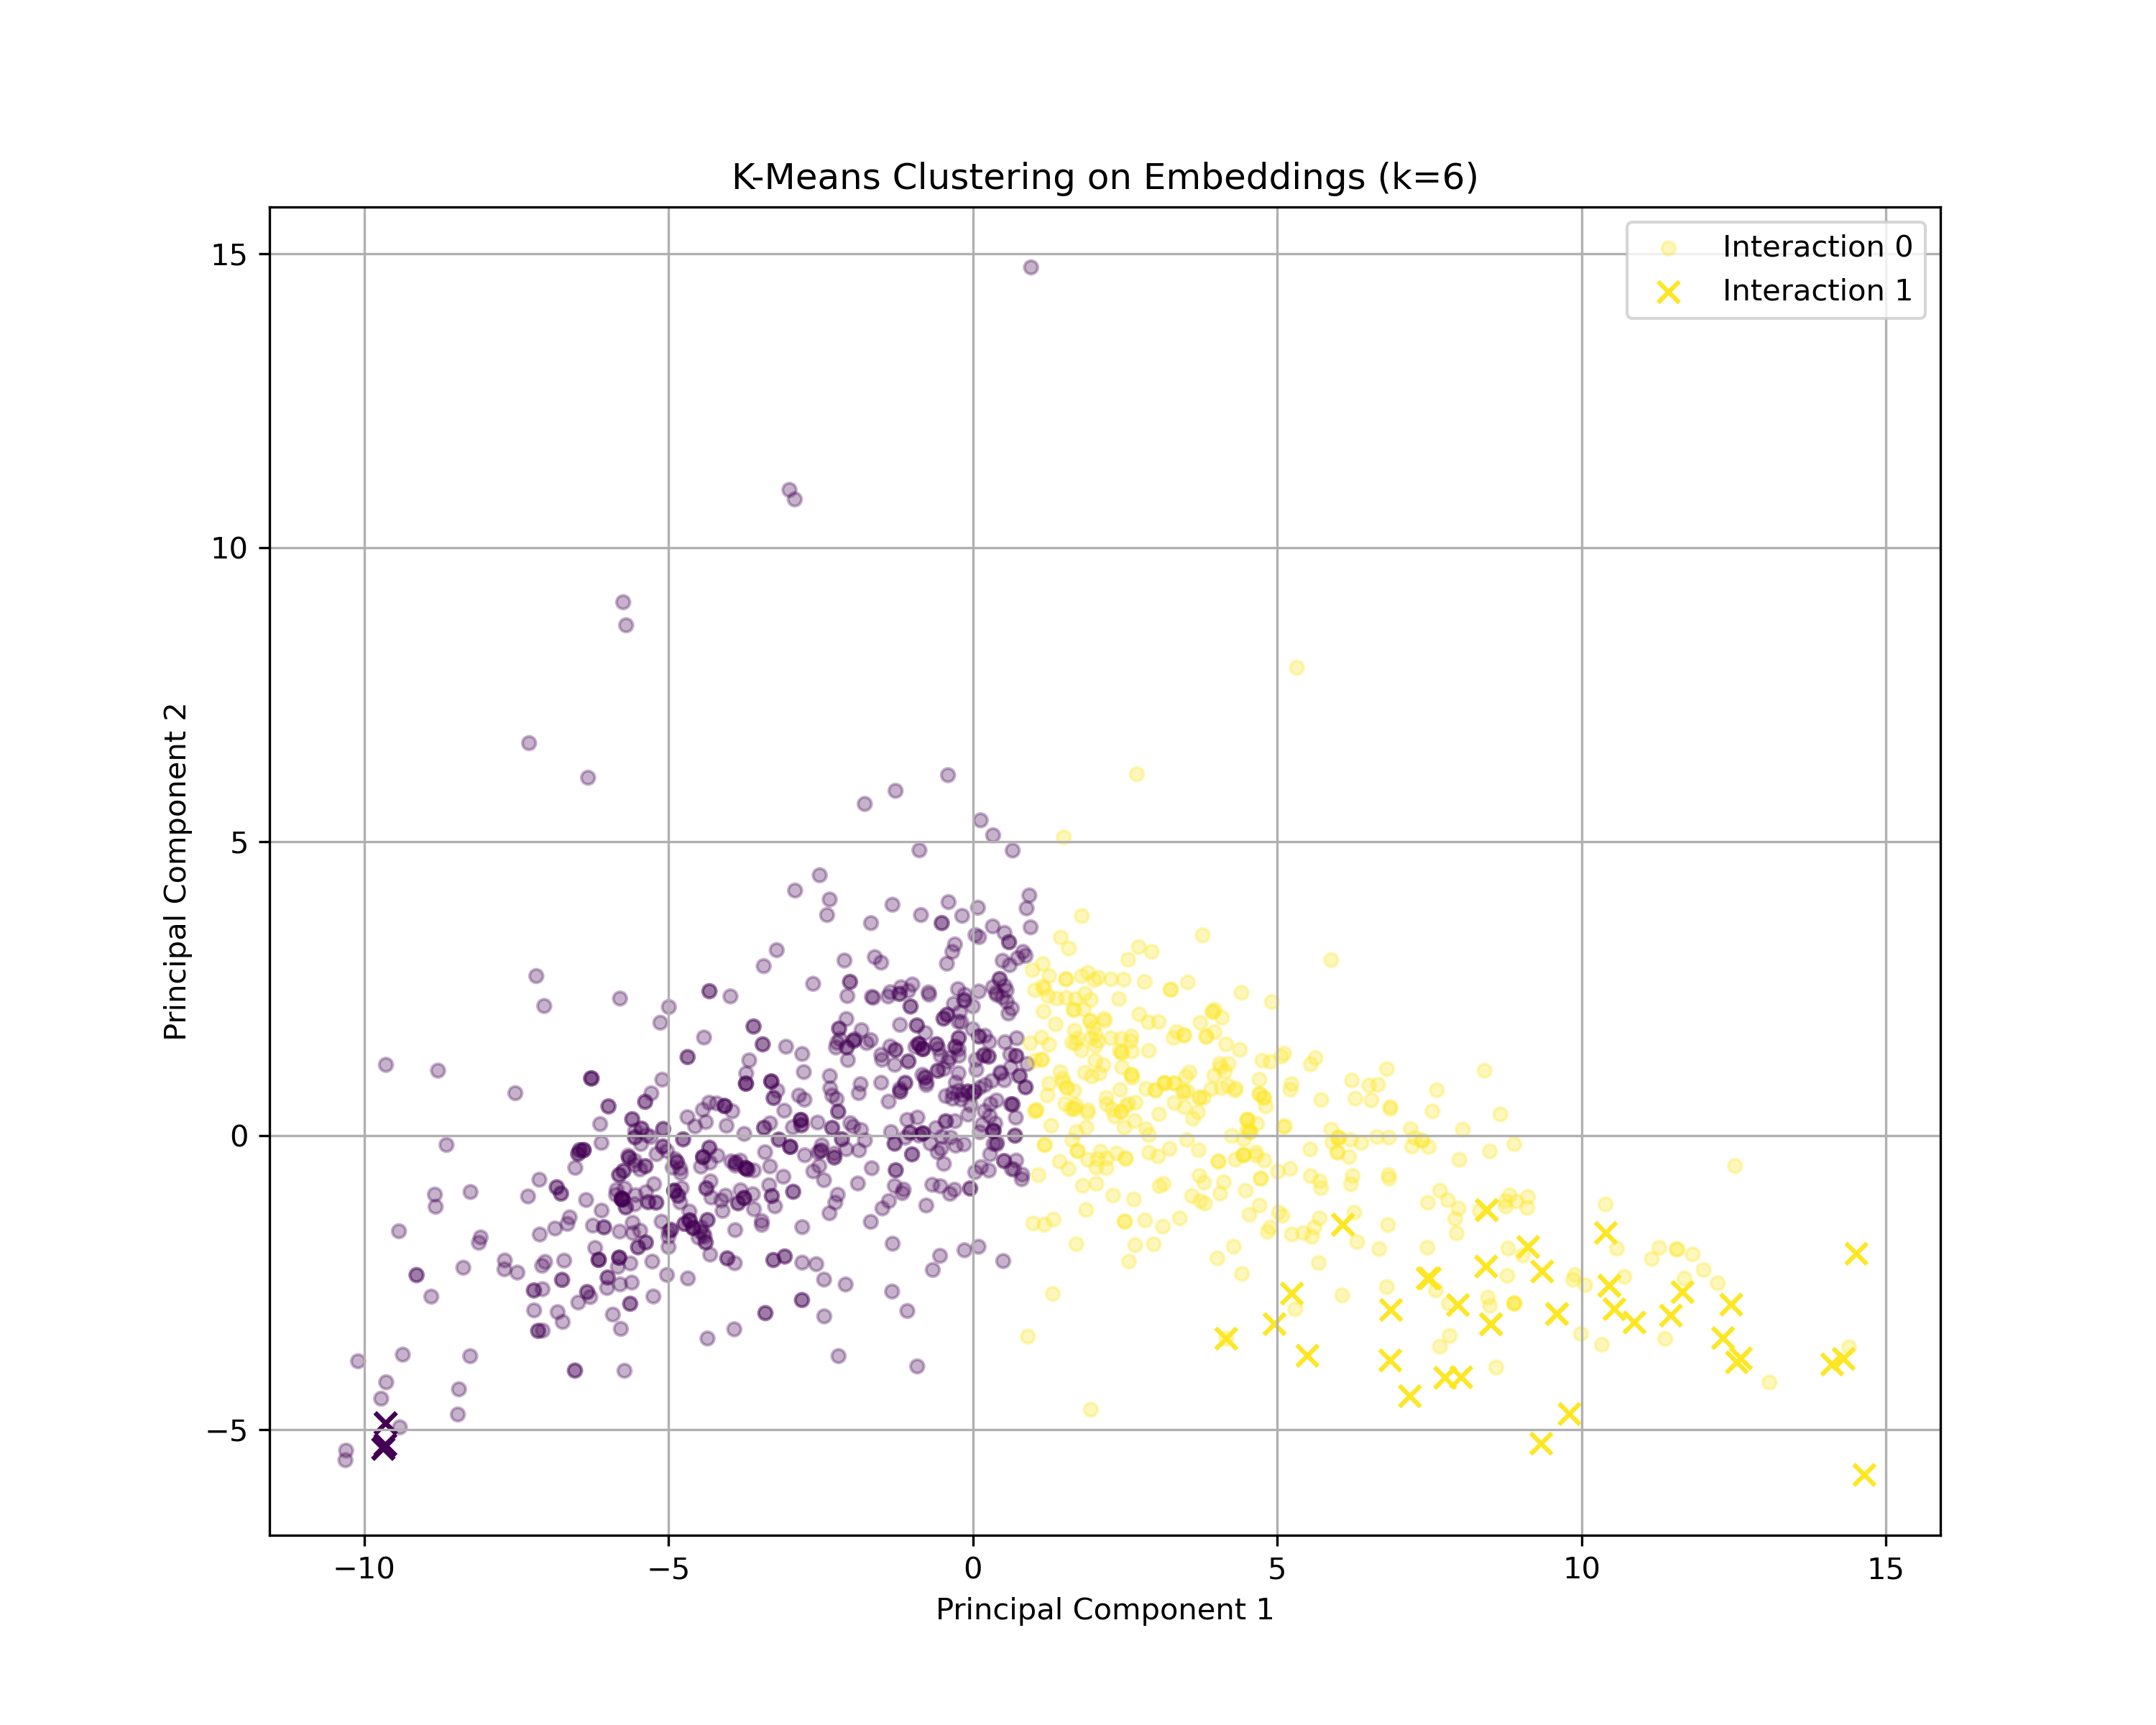 K-Means Clustering on Embeddings (k=6)
Interaction 0
Interaction 1
15
10
5
0
−5
Principal Component 2
−10
−5
0
5
10
15
Principal Component 1